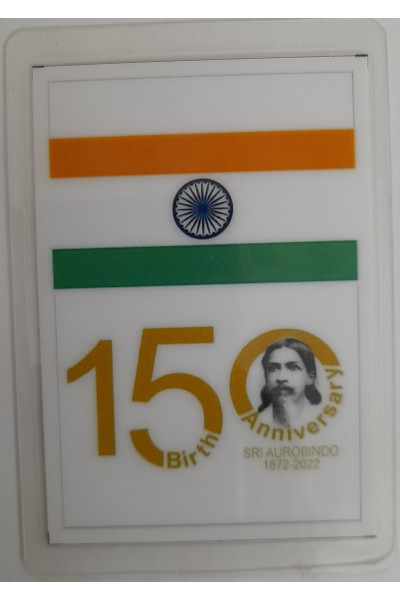 150
Birth Anniversary
SRI AUROBINDO
1872-2022